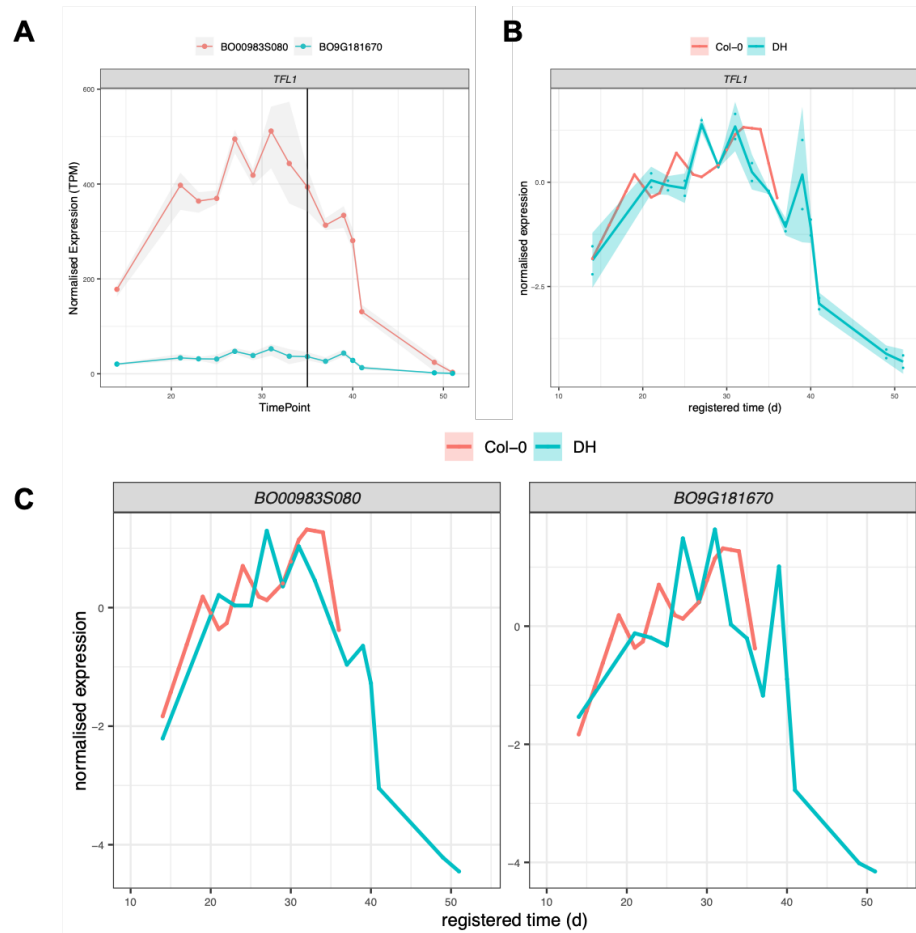 A
BO00983S080 BO9G181670
TFL1
Normalised Expression (TPM)
600
400
200
0
20 30 40 50
TimePoint
B
Col-0 DH
TFL1
normalised expression
0.0
−2.5
10 20 30 40 50
registered time (d)
Col-0 DH
C
BO00983S080 BO9G181670
normalised expression
0
−2
−4
0
−2
−4
10 20 30 40 50 10 20 30 40 50
registered time (d)